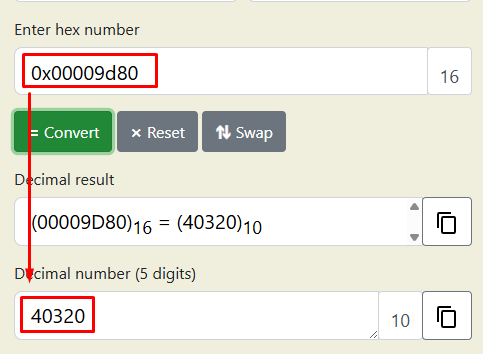 Enter hex number
0x00009d80
16
= Convert
× Reset
⇅ Swap
Decimal result
(00009D80)₁₆ = (40320)₁₀
Decimal number (5 digits)
40320
10